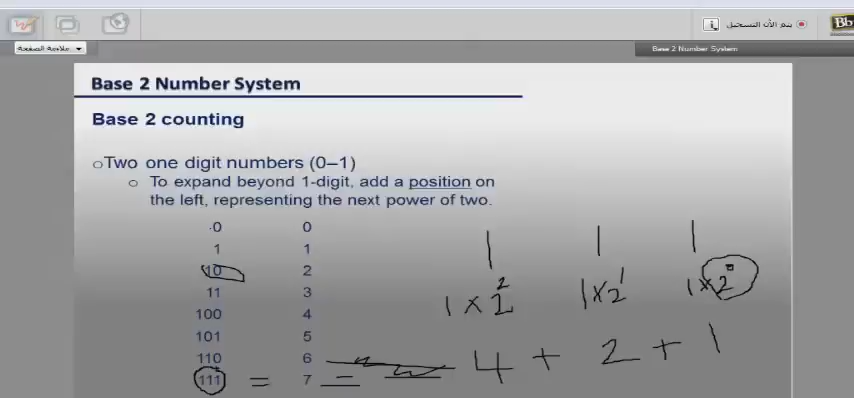 يتم الآن التسجيل
Bb
ملاحة الصفحة
Base 2 Number System
Base 2 Number System
Base 2 counting
Two one digit numbers (0–1)
To expand beyond 1-digit, add a position on
the left, representing the next power of two.
0 0
1 1
10 2
11 3
100 4
101 5
110 6
111 = 7 = 4 + 2 + 1
1 1 1
1 × 2² 1×2¹ 1×2⁰